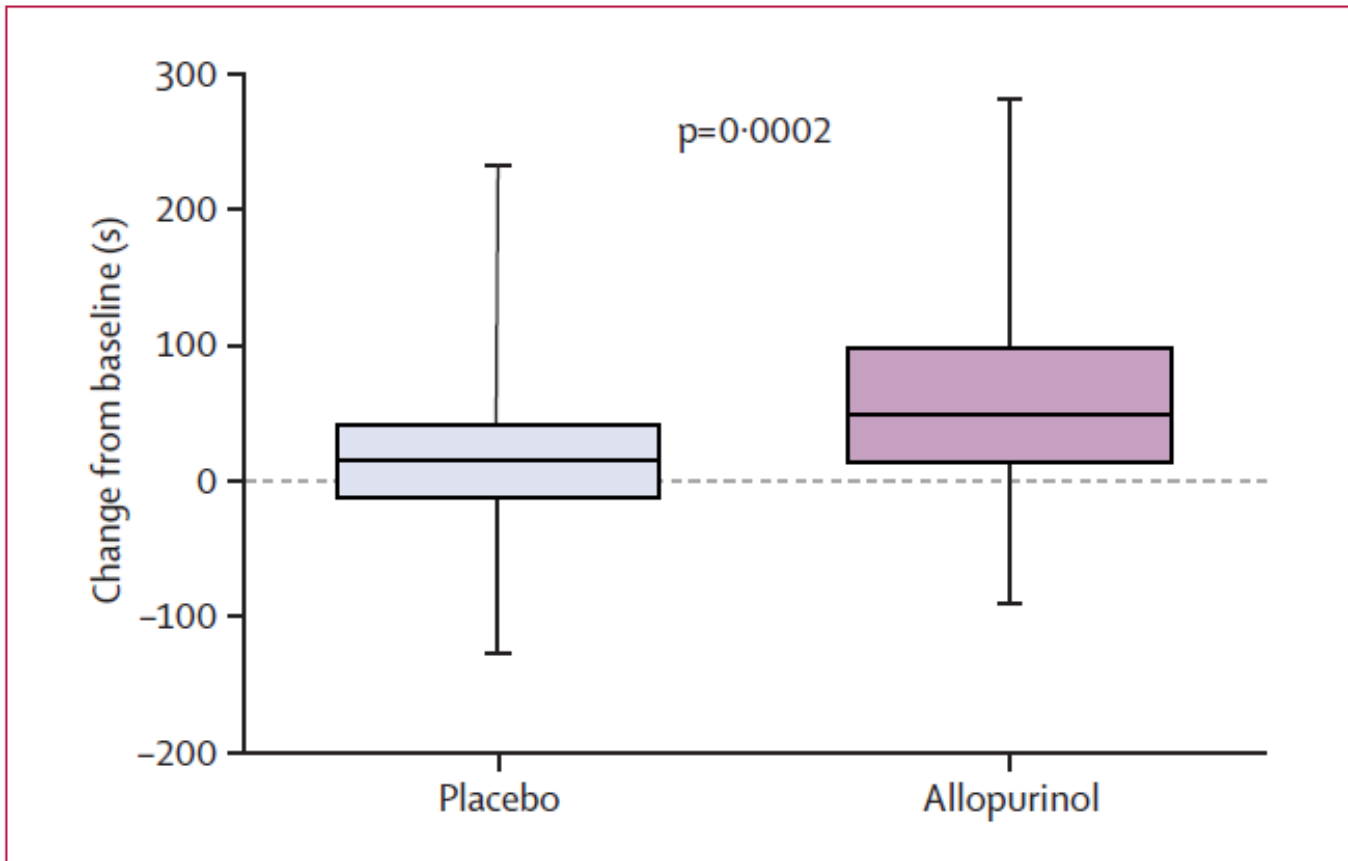 300
p=0·0002
200
100
0
–100
–200
Change from baseline (s)
Placebo
Allopurinol